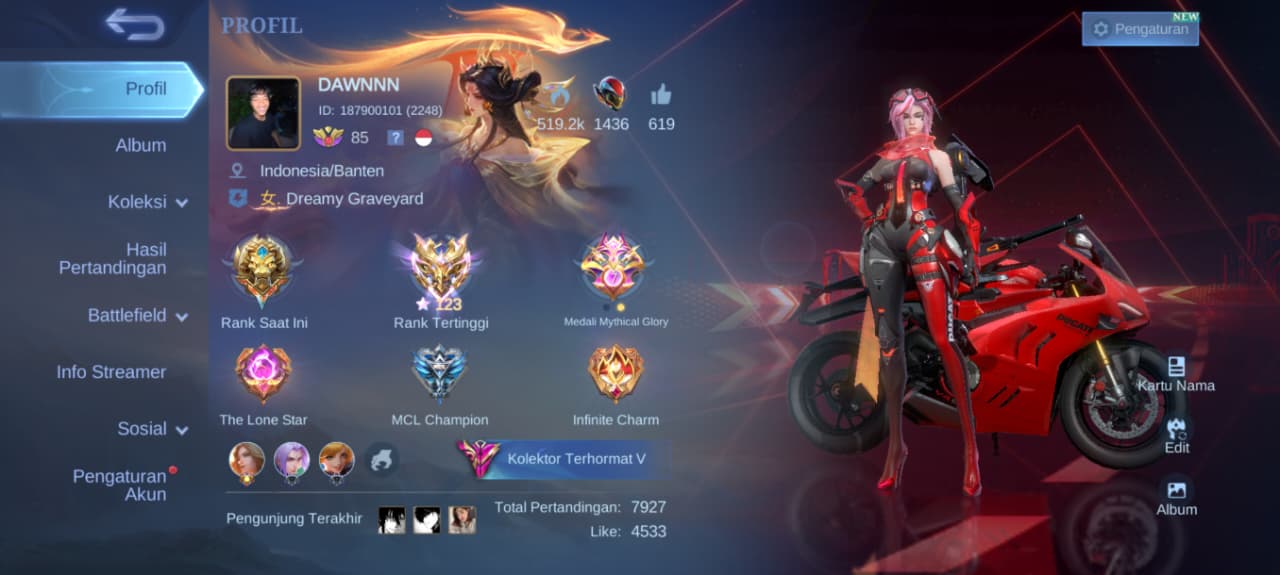 PROFIL
NEW
Pengaturan
Profil
Album
Koleksi
Hasil
Pertandingan
Battlefield
Info Streamer
Sosial
Pengaturan
Akun
DAWNNN
ID: 187900101 (2248)
85
?
519.2k
1436
619
Indonesia/Banten
女. Dreamy Graveyard
Rank Saat Ini
123
Rank Tertinggi
Medali Mythical Glory
The Lone Star
MCL Champion
Infinite Charm
Kolektor Terhormat V
Pengunjung Terakhir
Total Pertandingan: 7927
Like: 4533
DUCATI
DUCATI
Kartu Nama
Edit
Album